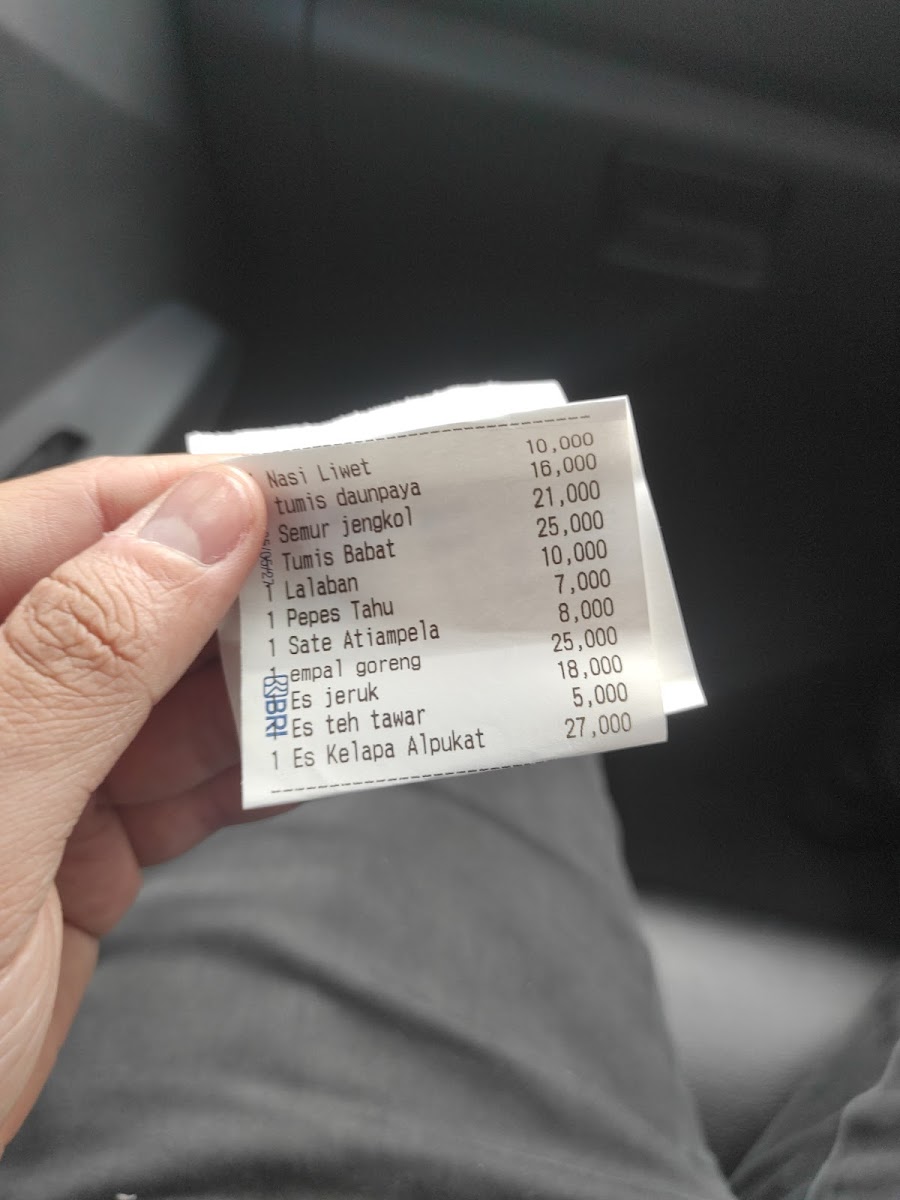 Nasi Liwet 10,000
tumis daunpaya 16,000
Semur jengkol 21,000
Tumis Babat 25,000
1 Lalaban 10,000
1 Pepes Tahu 7,000
1 Sate Atiampela 8,000
1 empal goreng 25,000
Es jeruk 18,000
Es teh tawar 5,000
1 Es Kelapa Alpukat 27,000
BRI